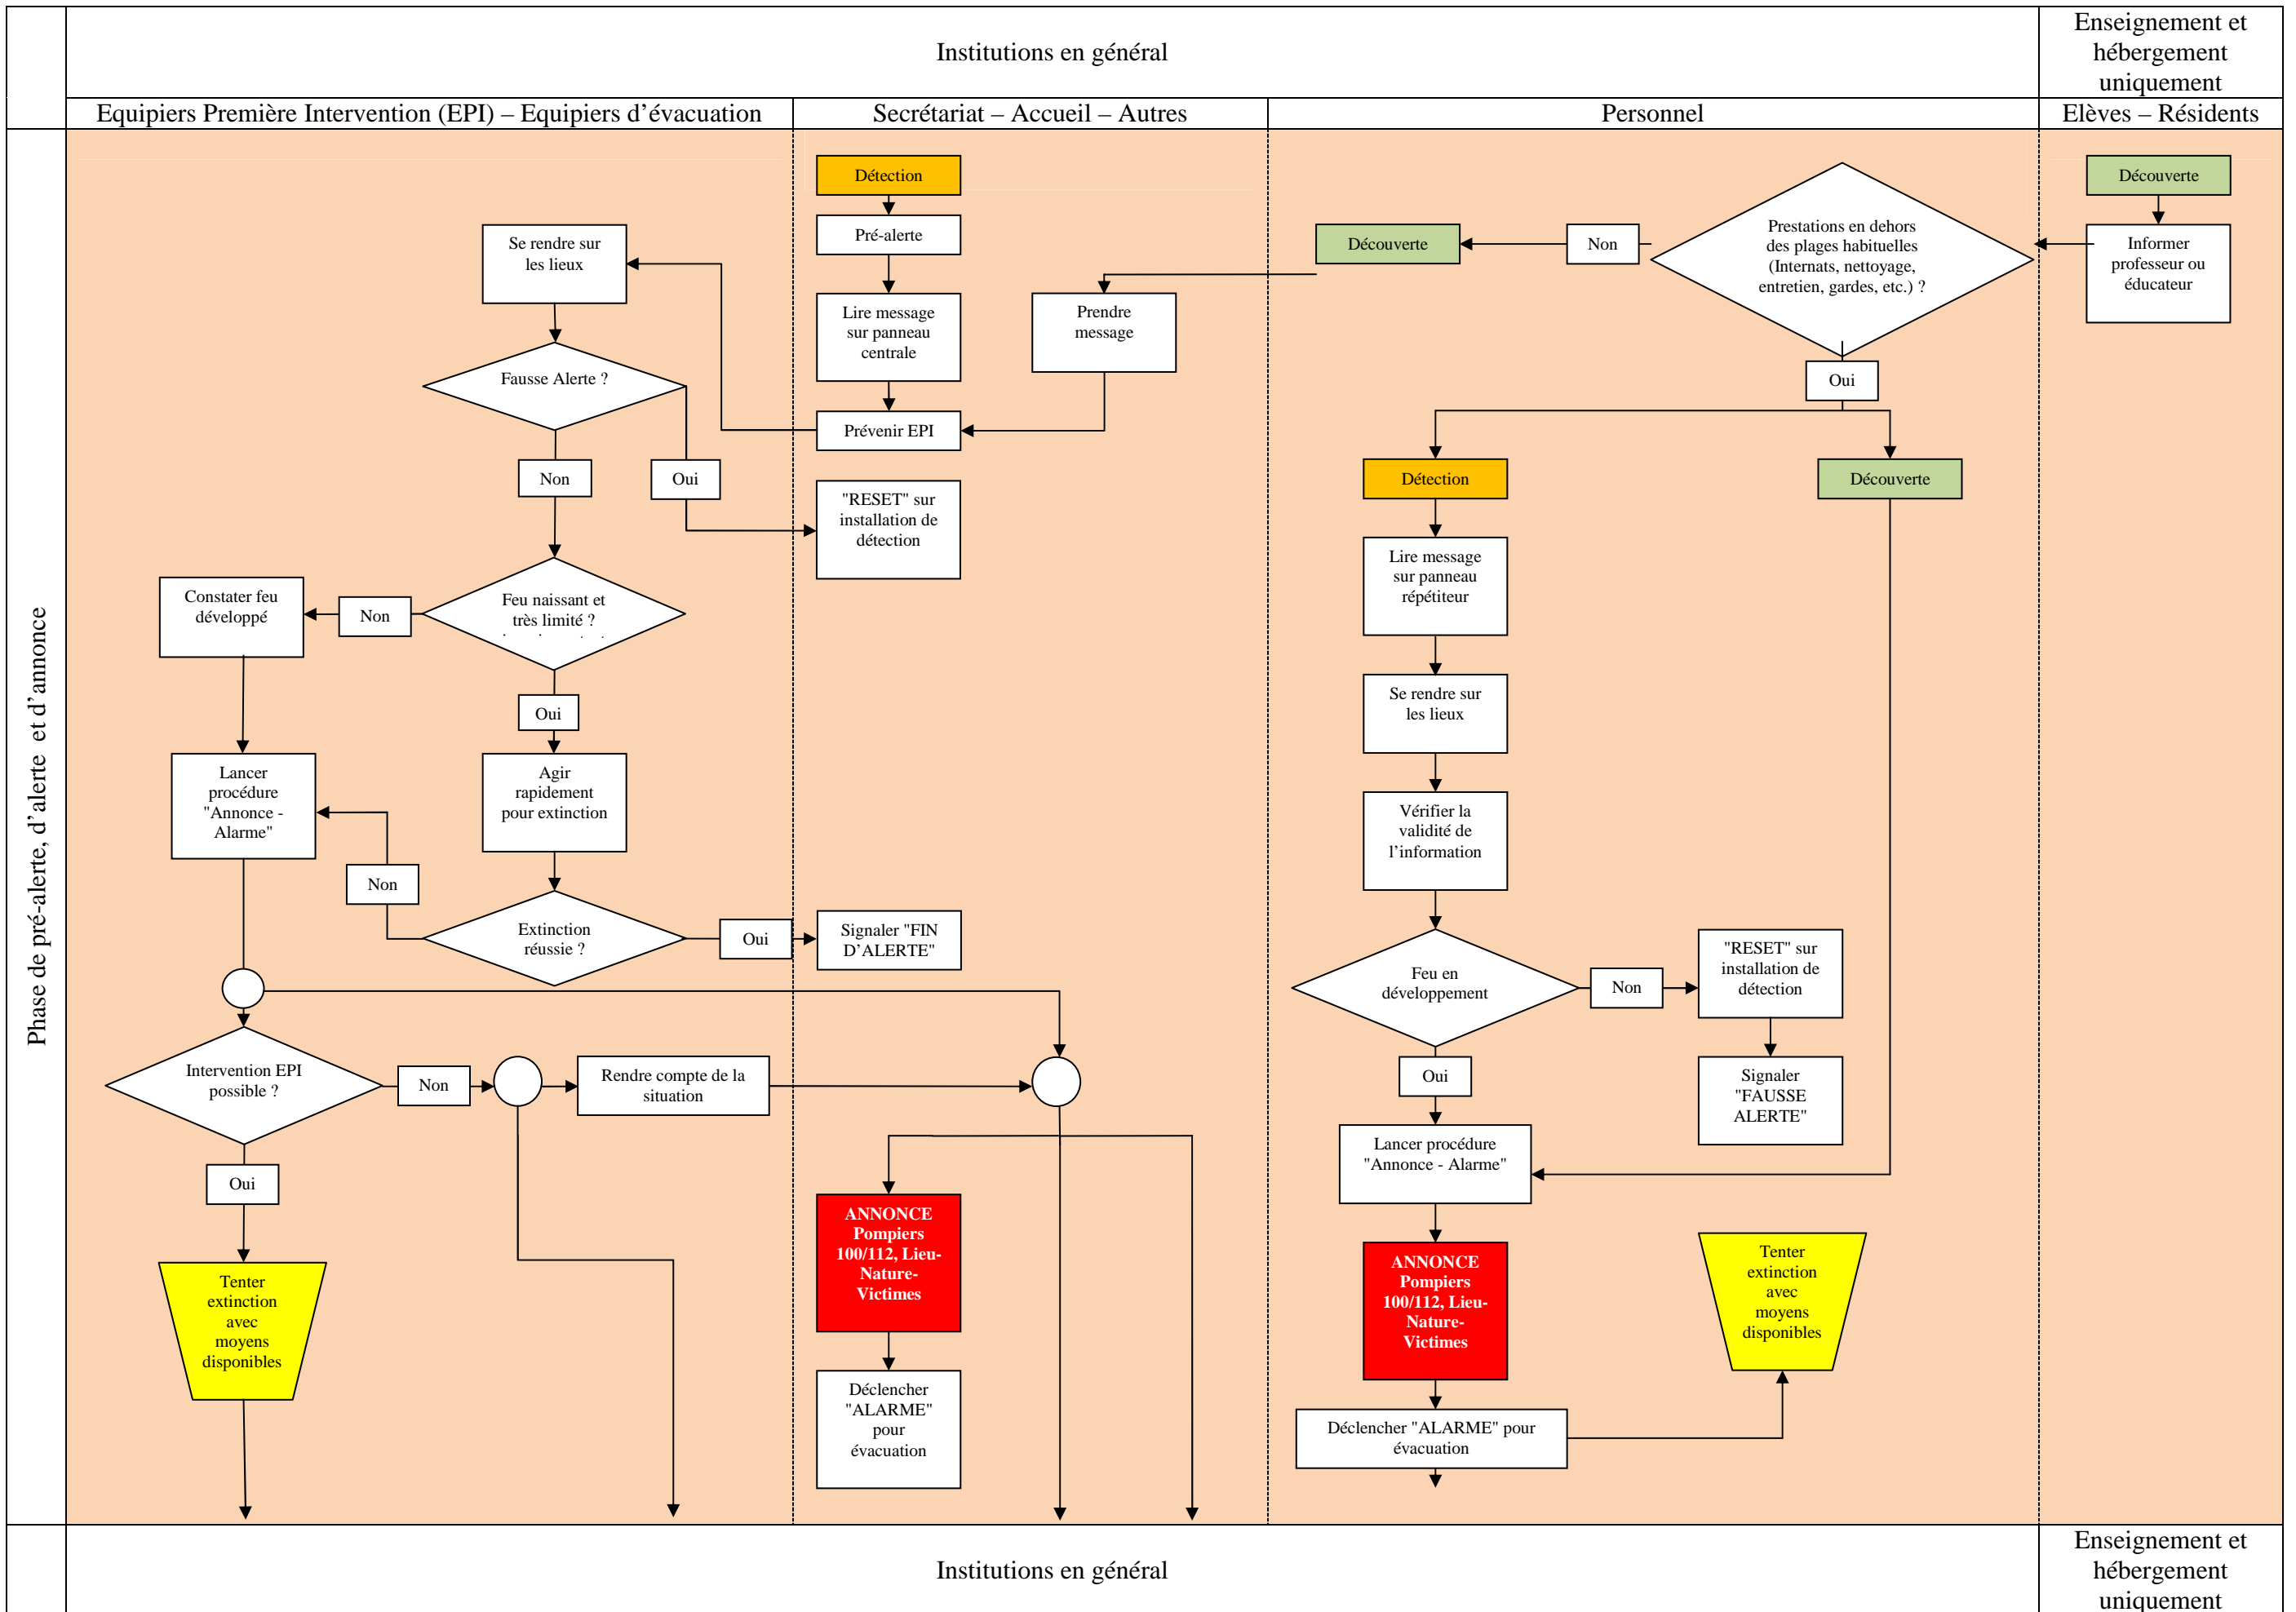 Institutions en général
Enseignement et
hébergement
uniquement
Equipiers Première Intervention (EPI) – Equipiers d’évacuation
Secrétariat – Accueil – Autres
Personnel
Elèves – Résidents
Phase de pré-alerte, d’alerte et d’annonce
Se rendre sur
les lieux
Fausse Alerte ?
Non
Oui
Feu naissant et
très limité ?
Non
Constater feu
développé
Oui
Lancer
procédure
"Annonce -
Alarme"
Agir
rapidement
pour extinction
Non
Extinction
réussie ?
Oui
Intervention EPI
possible ?
Non
Rendre compte de la
situation
Oui
Tenter
extinction
avec
moyens
disponibles
Détection
Pré-alerte
Lire message
sur panneau
centrale
Prendre
message
Prévenir EPI
"RESET" sur
installation de
détection
Signaler "FIN
D’ALERTE"
ANNONCE
Pompiers
100/112, Lieu-
Nature-
Victimes
Déclencher
"ALARME"
pour
évacuation
Découverte
Non
Prestations en dehors
des plages habituelles
(Internats, nettoyage,
entretien, gardes, etc.) ?
Oui
Détection
Découverte
Lire message
sur panneau
répétiteur
Se rendre sur
les lieux
Vérifier la
validité de
l’information
Feu en
développement
Non
"RESET" sur
installation de
détection
Oui
Signaler
"FAUSSE
ALERTE"
Lancer procédure
"Annonce - Alarme"
ANNONCE
Pompiers
100/112, Lieu-
Nature-
Victimes
Tenter
extinction
avec
moyens
disponibles
Déclencher "ALARME" pour
évacuation
Découverte
Informer
professeur ou
éducateur
Institutions en général
Enseignement et
hébergement
uniquement